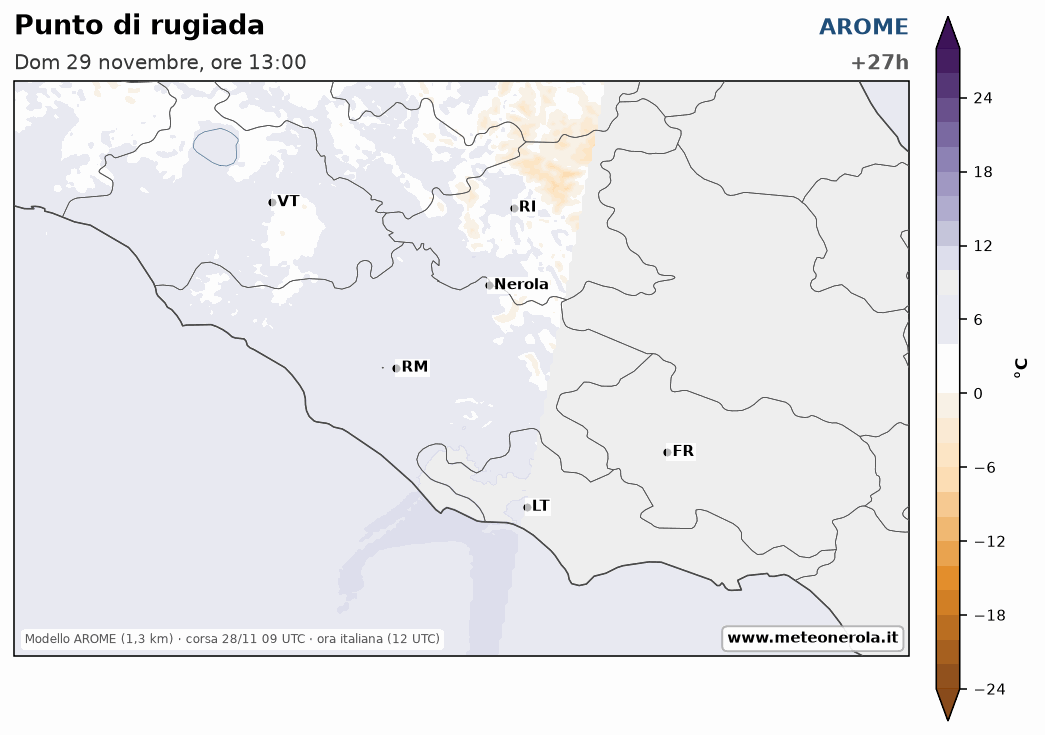 Punto di rugiada
AROME
Dom 29 novembre, ore 13:00
+27h
VT
RI
Nerola
RM
FR
LT
Modello AROME (1,3 km) · corsa 28/11 09 UTC · ora italiana (12 UTC)
www.meteonerola.it
24
18
12
6
0
−6
−12
−18
−24
°C